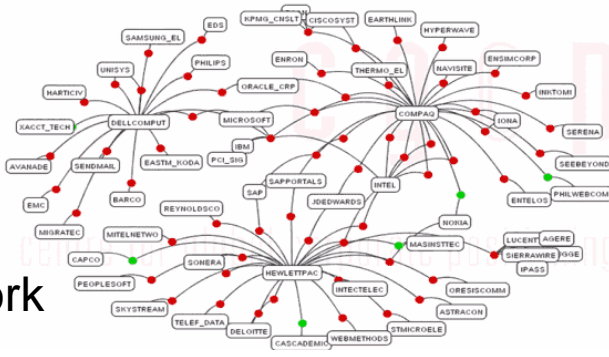 EDS
KPMG_CNSLT
CISCOSYST
EARTHLINK
SAMSUNG_EL
HYPERWAVE
ENRON
ENSIMCORP
PHILIPS
THERMO_EL
NAVISITE
UNISYS
ORACLE_CRP
INKTOMI
HARTICIV
COMPAQ
MICROSOFT
IONA
XACCT_TECH
DELLCOMPUT
SERENA
IBM
PCI_SIG
AVANADE
SENDMAIL
EASTM_KODA
SEEBEYOND
SAPPORTALS
INTEL
SAP
BARCO
ENTELOS
PHILWEBCOM
EMC
JDEDWARDS
REYNOLDSCO
MIGRATEC
NOKIA
MITELNETWO
LUCENT
AGERE
MASINSTTEC
SIERRAWIRE
CAPCO
SONERA
IPASS
HEWLETTPAC
PEOPLESOFT
INTECTELEC
ORESISCOMM
SKYSTREAM
ASTRACON
TELEF_DATA
STMICROELE
DELOITTE
WEBMETHODS
CASCADEMIC